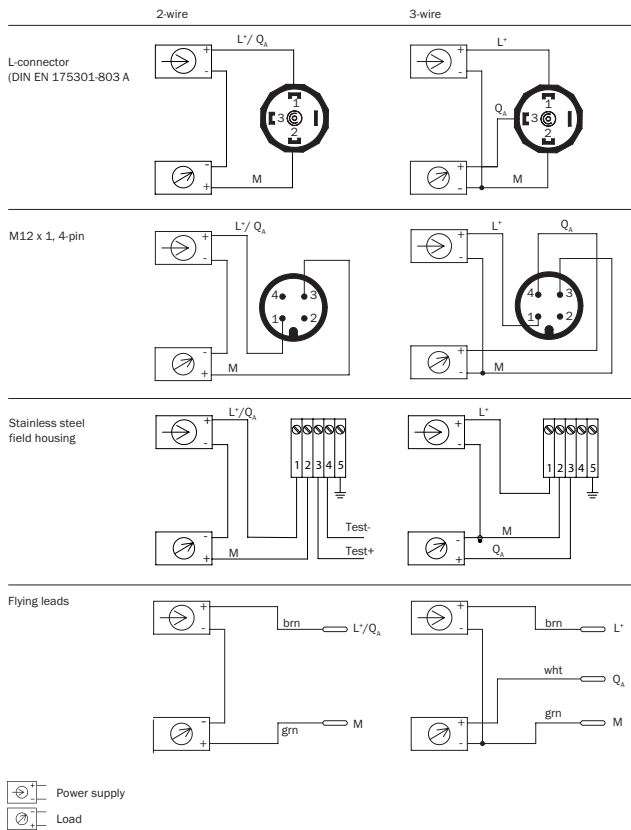 2-wire
3-wire
L-connector
(DIN EN 175301-803 A
+
-
L⁺/ Q_A
1
3
2
-
+
M
+
-
L⁺
Q_A
1
3
2
+
-
M
M12 x 1, 4-pin
+
-
L⁺/ Q_A
4
3
1
2
-
+
M
+
-
L⁺
Q_A
4
3
1
2
+
-
M
Stainless steel
field housing
+
-
L⁺/Q_A
1 2 3 4 5
Test-
Test+
-
+
M
+
-
L⁺
1 2 3 4 5
-
+
M
Q_A
Flying leads
+
-
brn
L⁺/Q_A
-
+
grn
M
+
-
brn
L⁺
wht
Q_A
+
-
grn
M
+
-
Power supply
-
+
Load